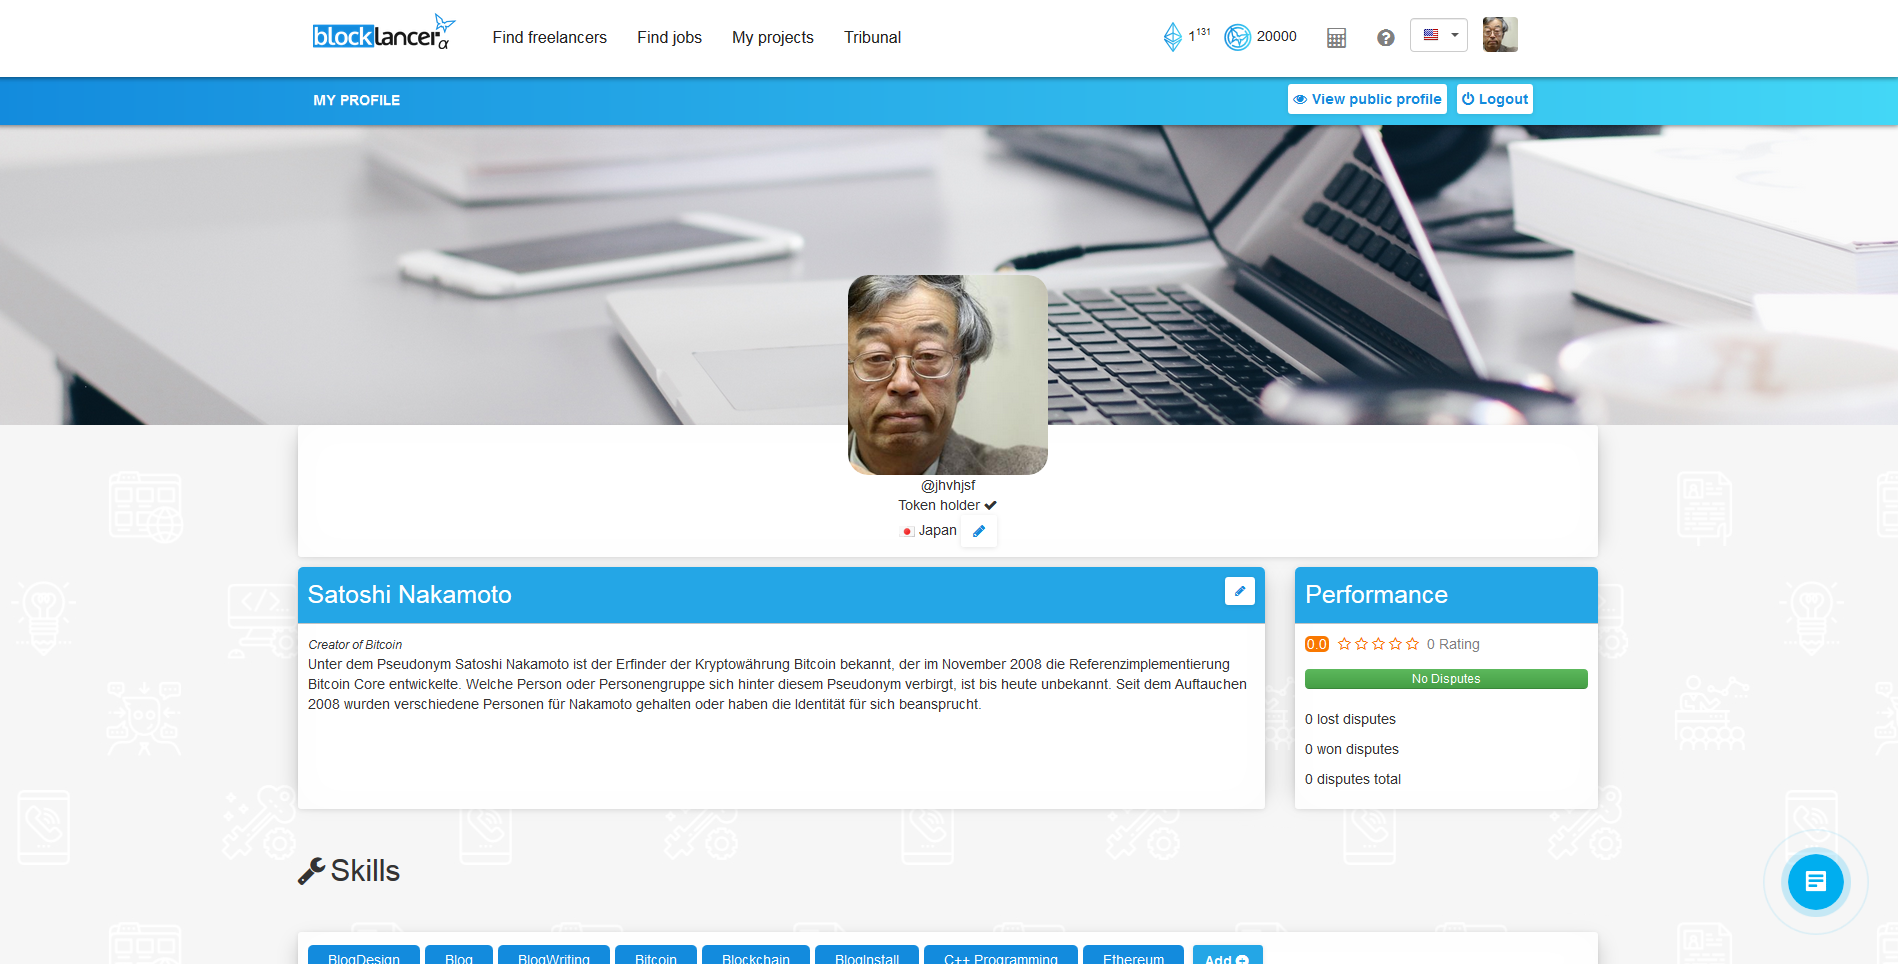 blocklancer α
Find freelancers
Find jobs
My projects
Tribunal
1 131
20000
MY PROFILE
View public profile
Logout
@jhvhjsf
Token holder
Japan
Satoshi Nakamoto
Creator of Bitcoin
Unter dem Pseudonym Satoshi Nakamoto ist der Erfinder der Kryptowährung Bitcoin bekannt, der im November 2008 die Referenzimplementierung
Bitcoin Core entwickelte. Welche Person oder Personengruppe sich hinter diesem Pseudonym verbirgt, ist bis heute unbekannt. Seit dem Auftauchen
2008 wurden verschiedene Personen für Nakamoto gehalten oder haben die Identität für sich beansprucht.
Performance
0.0 0 Rating
No Disputes
0 lost disputes
0 won disputes
0 disputes total
Skills
BlogDesign
Blog
BlogWriting
Bitcoin
Blockchain
BlogInstall
C++ Programming
Ethereum
Add